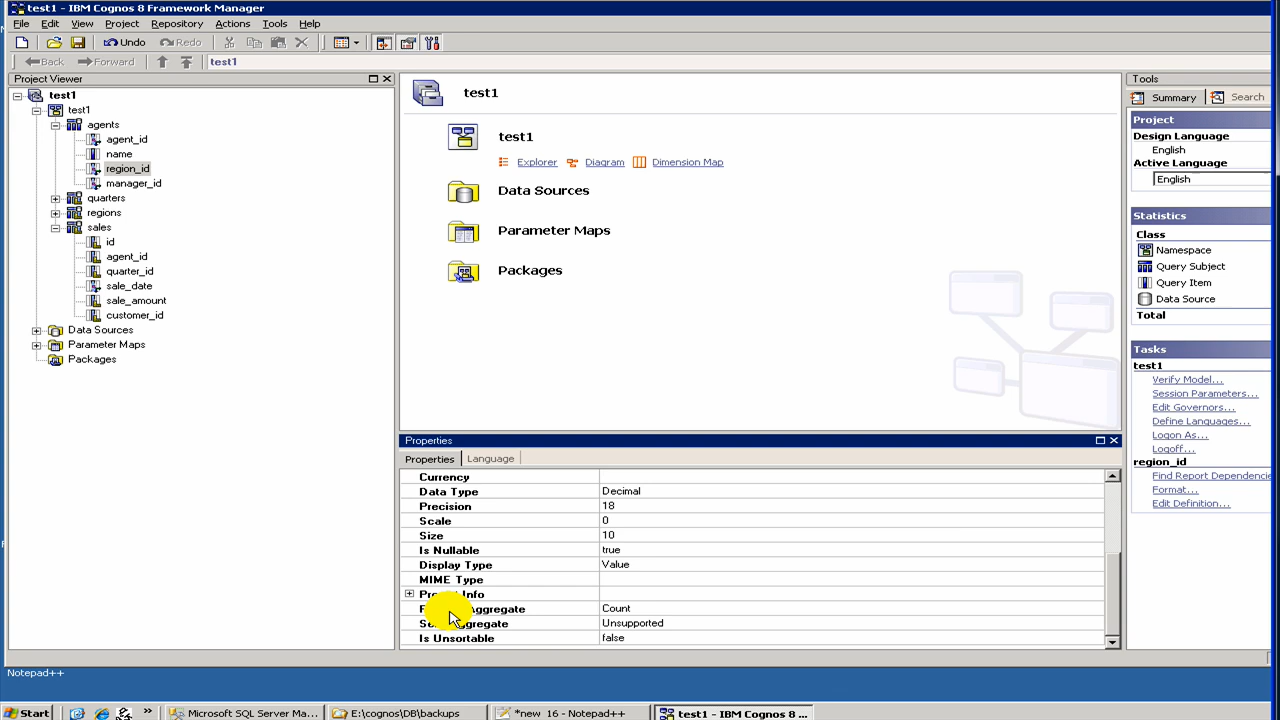 test1 - IBM Cognos 8 Framework Manager
File Edit View Project Repository Actions Tools Help
Undo Redo
Back Forward test1
Project Viewer
test1
test1
agents
agent_id
name
region_id
manager_id
quarters
regions
sales
id
agent_id
quarter_id
sale_date
sale_amount
customer_id
Data Sources
Parameter Maps
Packages
test1
test1
Explorer Diagram Dimension Map
Data Sources
Parameter Maps
Packages
Properties
Properties Language
Currency
Data Type Decimal
Precision 18
Scale 0
Size 10
Is Nullable true
Display Type Value
MIME Type
Info
Aggregate Count
Unsupported
Is Unsortable false
Tools
Summary Search
Project
Design Language
English
Active Language
English
Statistics
Class
Namespace
Query Subject
Query Item
Data Source
Total
Tasks
test1
Verify Model...
Session Parameters...
Edit Governors...
Define Languages...
Logon As...
Logoff...
region_id
Find Report Dependencie
Format...
Edit Definition...
Notepad++
Start » Microsoft SQL Server Ma... E:\cognos\DB\backups *new 16 - Notepad++ test1 - IBM Cognos 8 ...